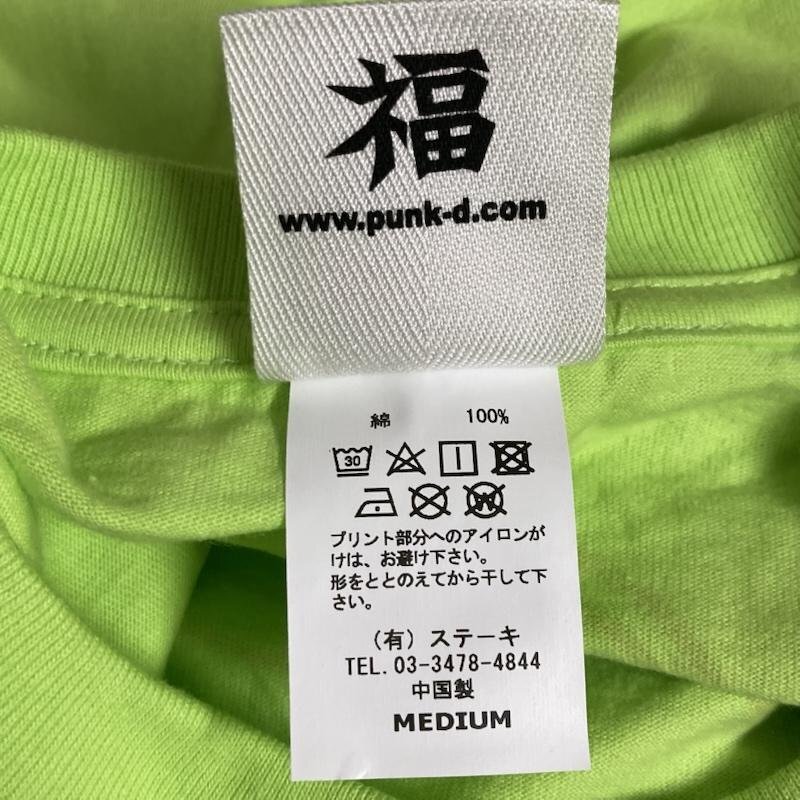 福
www.punk-d.com
綿 100%
30
W
プリント部分へのアイロンが
けは、お避け下さい。
形をととのえてから干して下
さい。
(有)ステーキ
TEL.03-3478-4844
中国製
MEDIUM